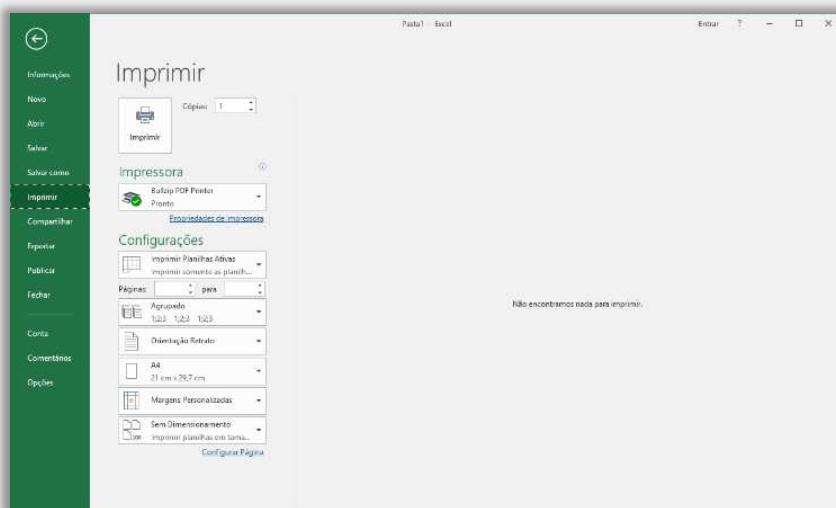 Pasta1 - Excel
Entrar ? — □ ✕
Informações
Novo
Abrir
Salvar
Salvar como
Imprimir
Compartilhar
Exportar
Publicar
Fechar
Conta
Comentários
Opções
Imprimir
Imprimir
Cópias: 1
Impressora
Bullzip PDF Printer
Pronto
Propriedades de Impressora
Configurações
Imprimir Planilhas Ativas
Imprimir somente as planilh...
Páginas: para
Agrupado
1;2;3 1;2;3 1;2;3
Orientação Retrato
A4
21 cm x 29,7 cm
Margens Personalizadas
Sem Dimensionamento
Imprimir planilhas em tama...
Configurar Página
Não encontramos nada para imprimir.